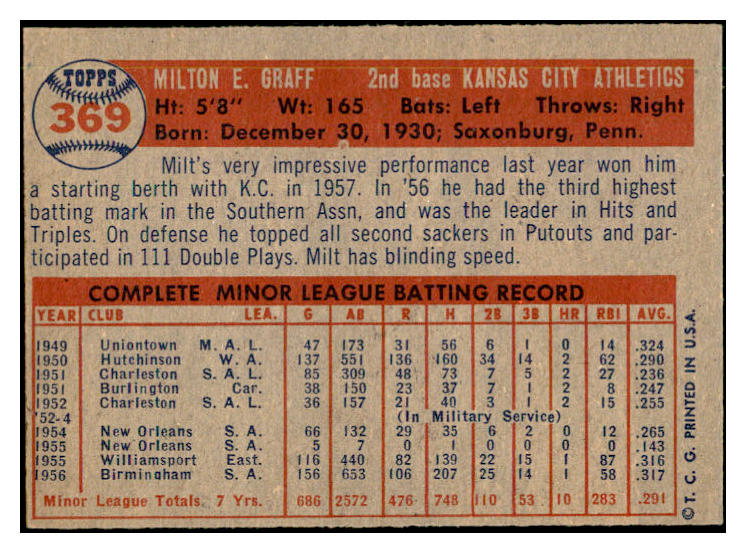 TOPPS
369
MILTON E. GRAFF 2nd base KANSAS CITY ATHLETICS
Ht: 5'8" Wt: 165 Bats: Left Throws: Right
Born: December 30, 1930; Saxonburg, Penn.
Milt's very impressive performance last year won him
a starting berth with K.C. in 1957. In '56 he had the third highest
batting mark in the Southern Assn, and was the leader in Hits and
Triples. On defense he topped all second sackers in Putouts and par-
ticipated in 111 Double Plays. Milt has blinding speed.
COMPLETE MINOR LEAGUE BATTING RECORD
YEAR CLUB LEA. G AB R H 2B 3B HR RBI AVG.
1949 Uniontown M. A. L. 47 173 31 56 6 1 0 14 .324
1950 Hutchinson W. A. 137 551 136 160 34 14 2 62 .290
1951 Charleston S. A. L. 85 309 48 73 7 5 2 27 .236
1951 Burlington Car. 38 150 23 37 7 1 2 8 .247
1952 Charleston S. A. L. 36 157 21 40 3 1 2 15 .255
'52-4 (In Military Service)
1954 New Orleans S. A. 66 132 29 35 6 2 0 12 .265
1955 New Orleans S. A. 5 7 0 1 0 0 0 0 .143
1955 Williamsport East. 116 440 82 139 22 15 1 87 .316
1956 Birmingham S. A. 156 653 106 207 25 14 1 58 .317
Minor League Totals. 7 Yrs. 686 2572 476 748 110 53 10 283 .291
© T. C. G. PRINTED IN U.S.A.